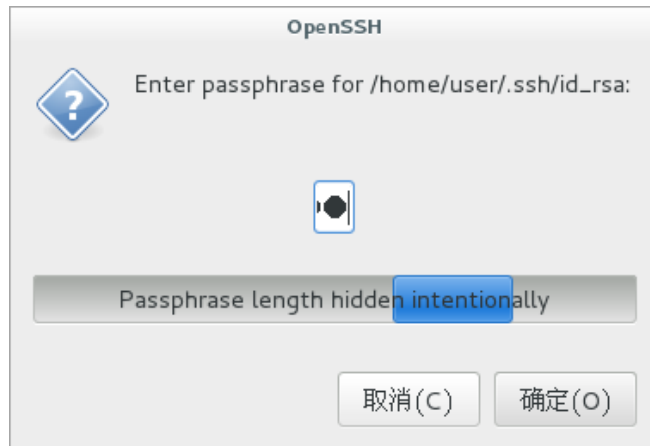 OpenSSH
Enter passphrase for /home/user/.ssh/id_rsa:
Passphrase length hidden intentionally
取消(C) 确定(O)